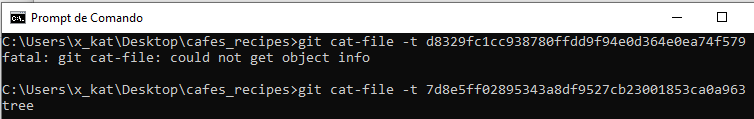 Prompt de Comando
C:\Users\x_kat\Desktop\cafes_recipes>git cat-file -t d8329fc1cc938780ffdd9f94e0d364e0ea74f579
fatal: git cat-file: could not get object info
C:\Users\x_kat\Desktop\cafes_recipes>git cat-file -t 7d8e5ff02895343a8df9527cb23001853ca0a963
tree